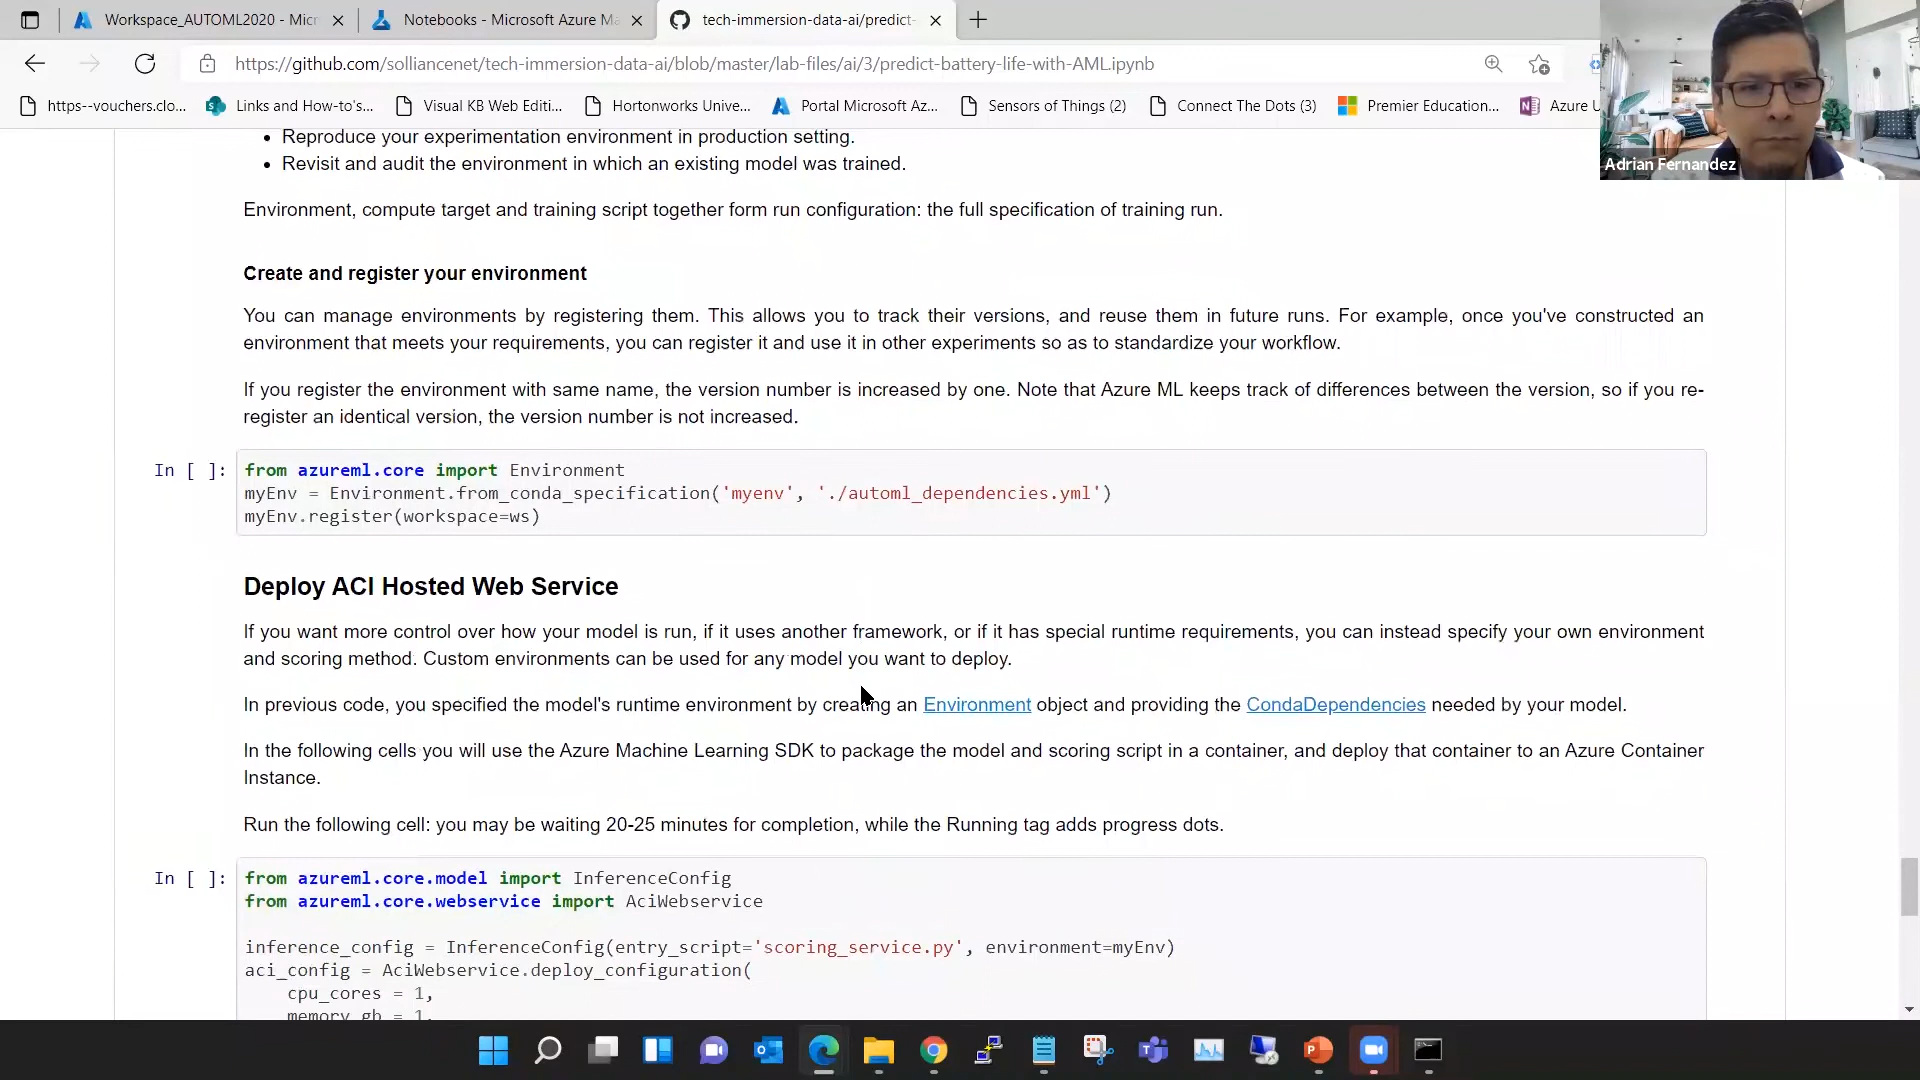 Workspace_AUTOML2020 - Micr
Notebooks - Microsoft Azure Ma
tech-immersion-data-ai/predict-
https://github.com/solliancenet/tech-immersion-data-ai/blob/master/lab-files/ai/3/predict-battery-life-with-AML.ipynb
https--vouchers.clo...
Links and How-to's...
Visual KB Web Editi...
Hortonworks Unive...
Portal Microsoft Az...
Sensors of Things (2)
Connect The Dots (3)
Premier Education...
Azure U
Adrian Fernandez
• Reproduce your experimentation environment in production setting.
• Revisit and audit the environment in which an existing model was trained.
Environment, compute target and training script together form run configuration: the full specification of training run.
Create and register your environment
You can manage environments by registering them. This allows you to track their versions, and reuse them in future runs. For example, once you've constructed an
environment that meets your requirements, you can register it and use it in other experiments so as to standardize your workflow.
If you register the environment with same name, the version number is increased by one. Note that Azure ML keeps track of differences between the version, so if you re-
register an identical version, the version number is not increased.
In [ ]: from azureml.core import Environment
myEnv = Environment.from_conda_specification('myenv', './automl_dependencies.yml')
myEnv.register(workspace=ws)
Deploy ACI Hosted Web Service
If you want more control over how your model is run, if it uses another framework, or if it has special runtime requirements, you can instead specify your own environment
and scoring method. Custom environments can be used for any model you want to deploy.
In previous code, you specified the model's runtime environment by creating an Environment object and providing the CondaDependencies needed by your model.
In the following cells you will use the Azure Machine Learning SDK to package the model and scoring script in a container, and deploy that container to an Azure Container
Instance.
Run the following cell: you may be waiting 20-25 minutes for completion, while the Running tag adds progress dots.
In [ ]: from azureml.core.model import InferenceConfig
from azureml.core.webservice import AciWebservice
inference_config = InferenceConfig(entry_script='scoring_service.py', environment=myEnv)
aci_config = AciWebservice.deploy_configuration(
cpu_cores = 1,
memory_gb = 1,